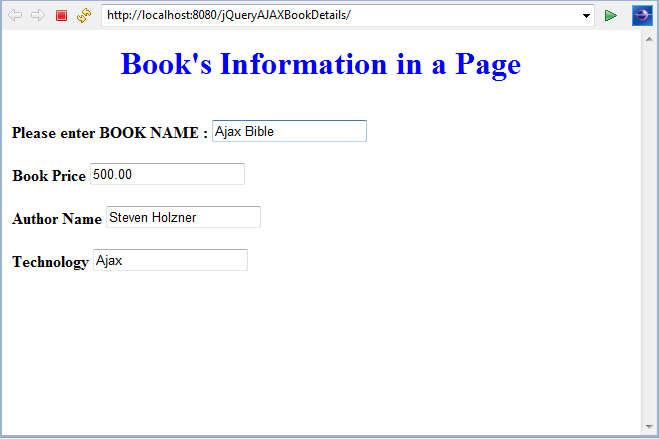 http://localhost:8080/jQueryAJAXBookDetails/
Book's Information in a Page
Please enter BOOK NAME : Ajax Bible
Book Price 500.00
Author Name Steven Holzner
Technology Ajax